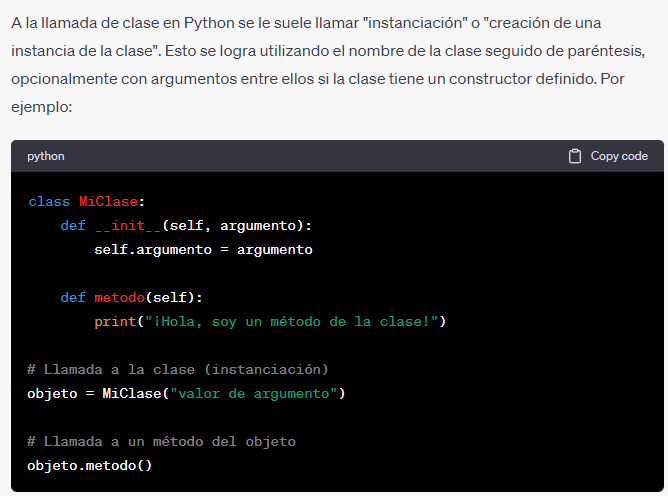 A la llamada de clase en Python se le suele llamar "instanciación" o "creación de una
instancia de la clase". Esto se logra utilizando el nombre de la clase seguido de paréntesis,
opcionalmente con argumentos entre ellos si la clase tiene un constructor definido. Por
ejemplo:
python Copy code
class MiClase:
    def __init__(self, argumento):
        self.argumento = argumento
    def metodo(self):
        print("¡Hola, soy un método de la clase!")
# Llamada a la clase (instanciación)
objeto = MiClase("valor de argumento")
# Llamada a un método del objeto
objeto.metodo()